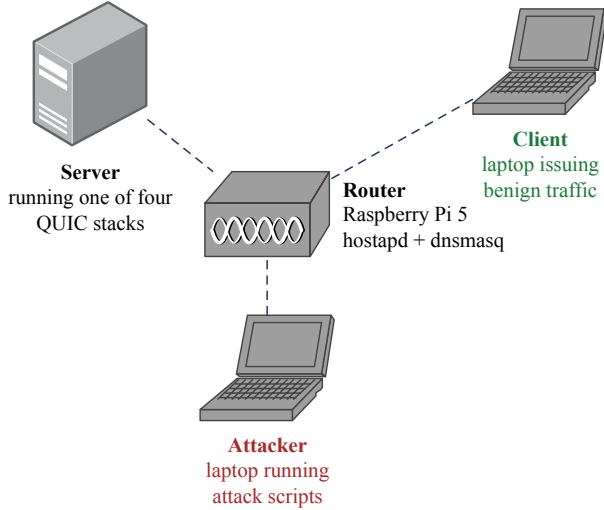 Server
running one of four
QUIC stacks
Client
laptop issuing
benign traffic
Router
Raspberry Pi 5
hostapd + dnsmasq
Attacker
laptop running
attack scripts